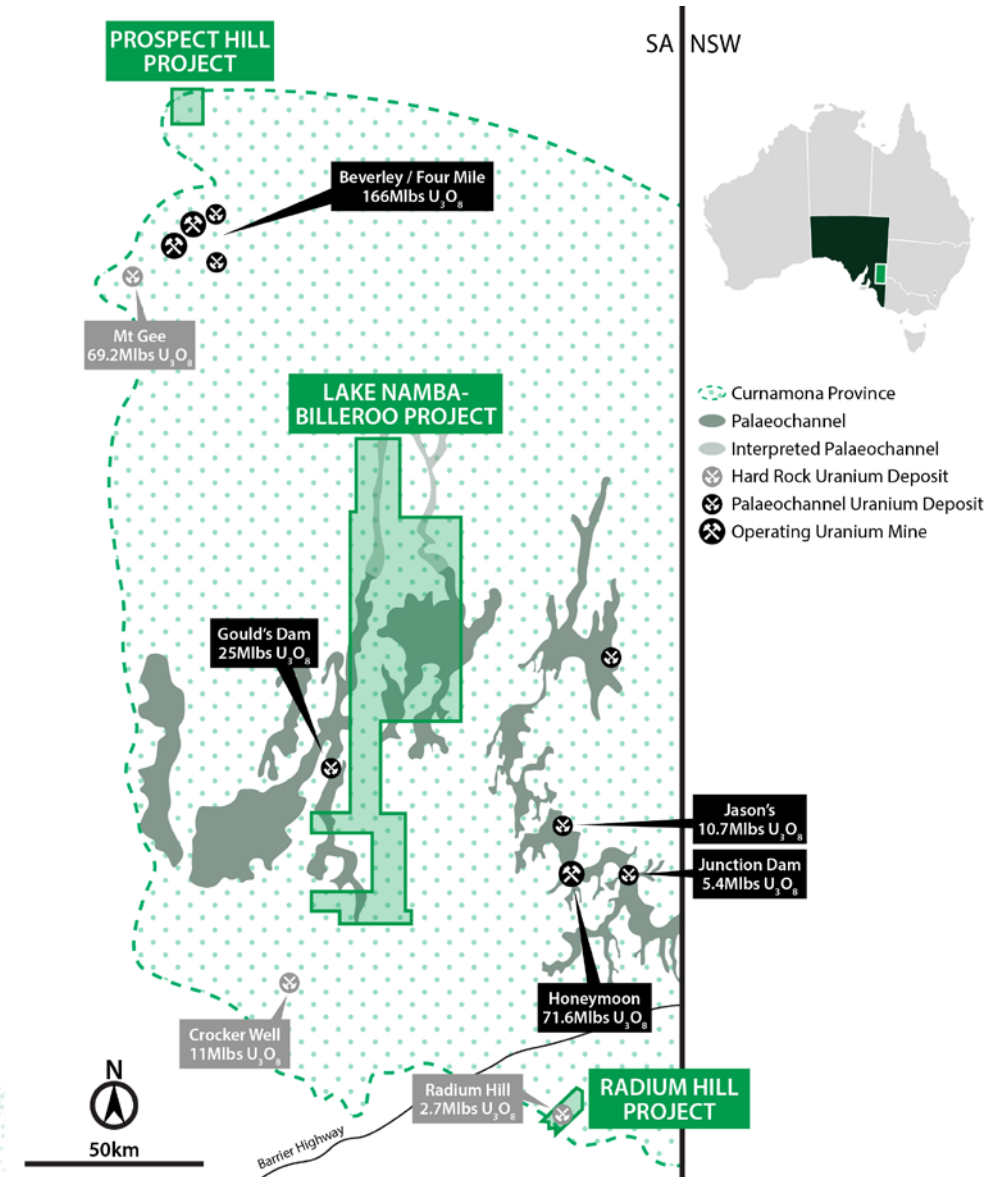 PROSPECT HILL
PROJECT
SA
NSW
Beverley / Four Mile
166Mlbs U₃O₈
Mt Gee
69.2Mlbs U₃O₈
LAKE NAMBA-
BILLEROO PROJECT
Curnamona Province
Palaeochannel
Interpreted Palaeochannel
Hard Rock Uranium Deposit
Palaeochannel Uranium Deposit
Operating Uranium Mine
Gould's Dam
25Mlbs U₃O₈
Jason's
10.7Mlbs U₃O₈
Junction Dam
5.4Mlbs U₃O₈
Honeymoon
71.6Mlbs U₃O₈
Crocker Well
11Mlbs U₃O₈
Radium Hill
2.7Mlbs U₃O₈
RADIUM HILL
PROJECT
N
50km
Barrier Highway